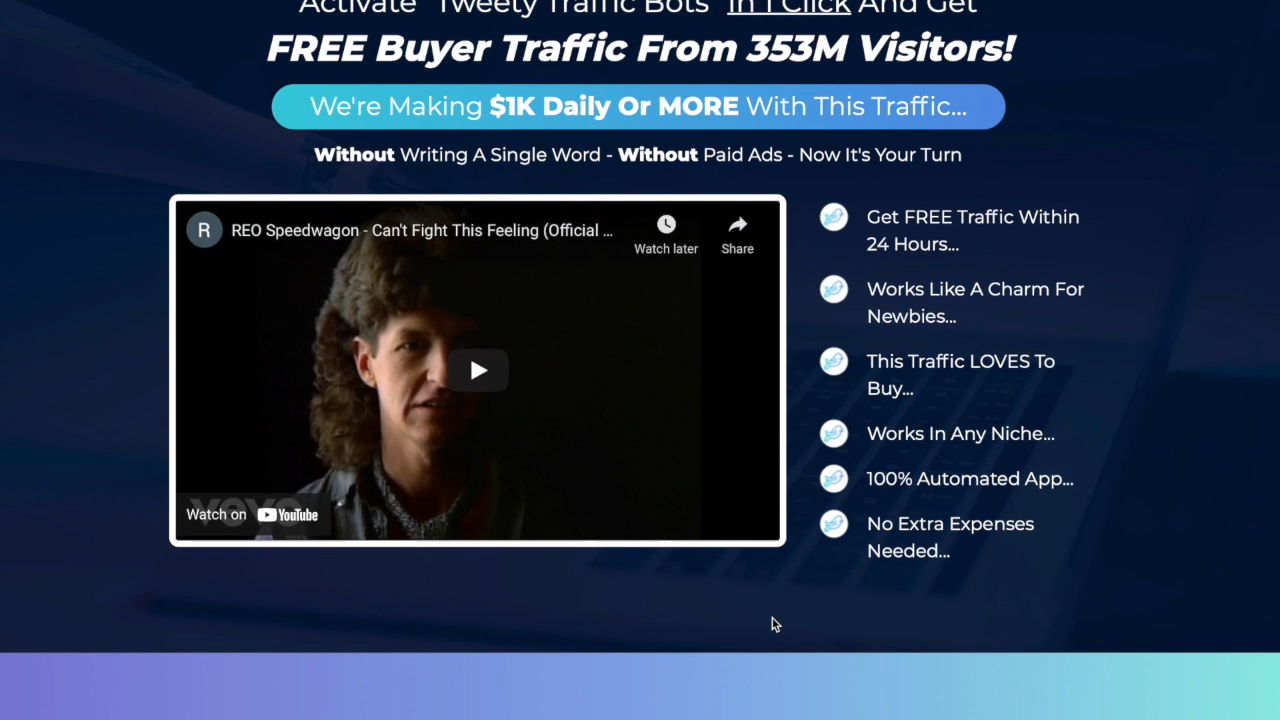 Activate "Tweety Traffic Bots" In 1 Click And Get
FREE Buyer Traffic From 353M Visitors!
We're Making $1K Daily Or MORE With This Traffic...
Without Writing A Single Word - Without Paid Ads - Now It's Your Turn
R
REO Speedwagon - Can't Fight This Feeling (Official ...
Watch later
Share
vevo
Watch on YouTube
Get FREE Traffic Within
24 Hours...
Works Like A Charm For
Newbies...
This Traffic LOVES To
Buy...
Works In Any Niche...
100% Automated App...
No Extra Expenses
Needed...